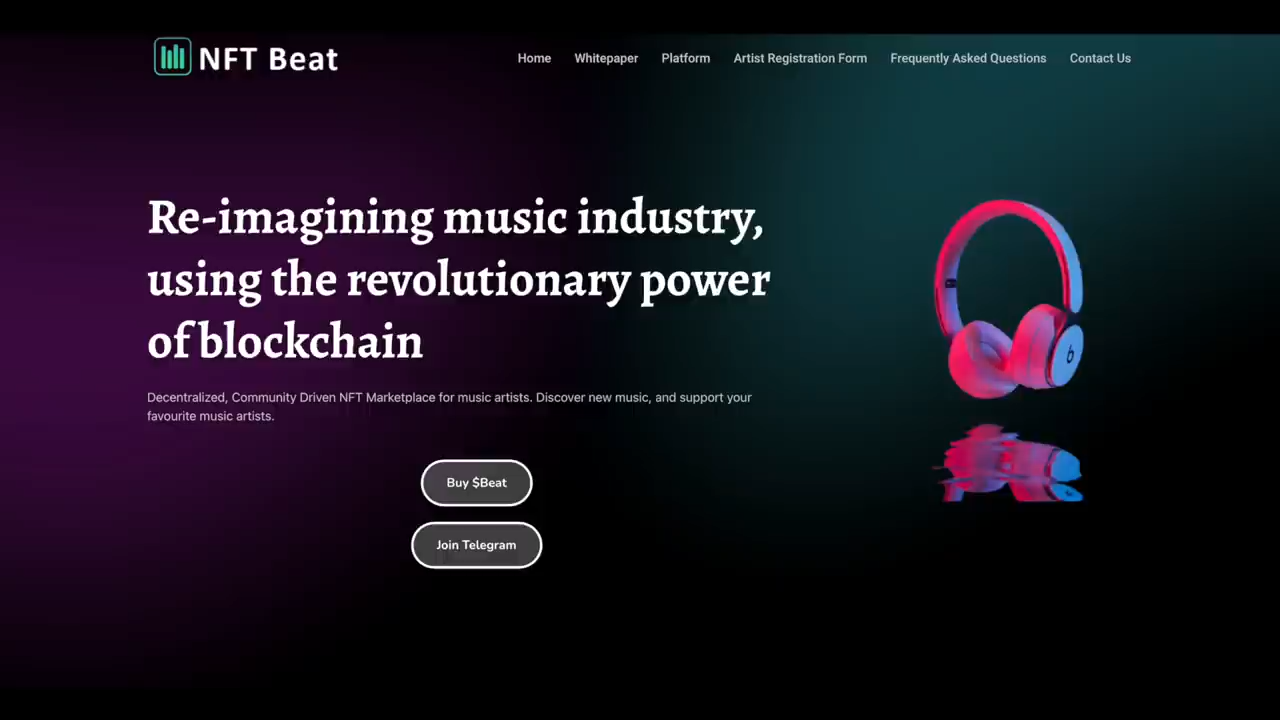 NFT Beat
Home
Whitepaper
Platform
Artist Registration Form
Frequently Asked Questions
Contact Us
Re-imagining music industry,
using the revolutionary power
of blockchain
Decentralized, Community Driven NFT Marketplace for music artists. Discover new music, and support your
favourite music artists.
Buy $Beat
Join Telegram
b